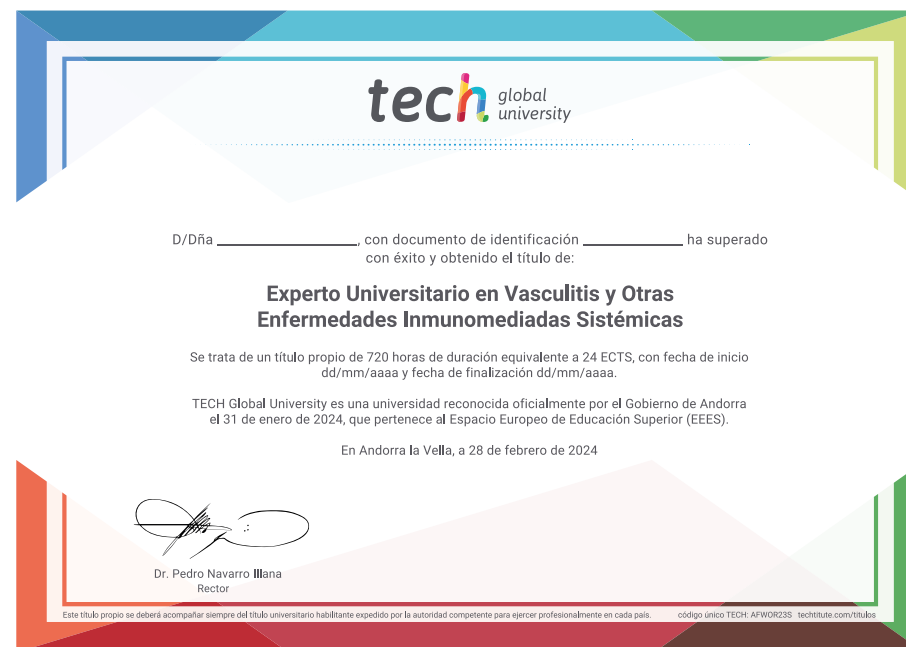 tech global
university
D/Dña ____________________, con documento de identificación ______________ ha superado
con éxito y obtenido el título de:
Experto Universitario en Vasculitis y Otras
Enfermedades Inmunomediadas Sistémicas
Se trata de un título propio de 720 horas de duración equivalente a 24 ECTS, con fecha de inicio
dd/mm/aaaa y fecha de finalización dd/mm/aaaa.
TECH Global University es una universidad reconocida oficialmente por el Gobierno de Andorra
el 31 de enero de 2024, que pertenece al Espacio Europeo de Educación Superior (EEES).
En Andorra la Vella, a 28 de febrero de 2024
Dr. Pedro Navarro Illana
Rector
Este título propio se deberá acompañar siempre del título universitario habilitante expedido por la autoridad competente para ejercer profesionalmente en cada país. código único TECH: AFWOR23S techtitute.com/titulos